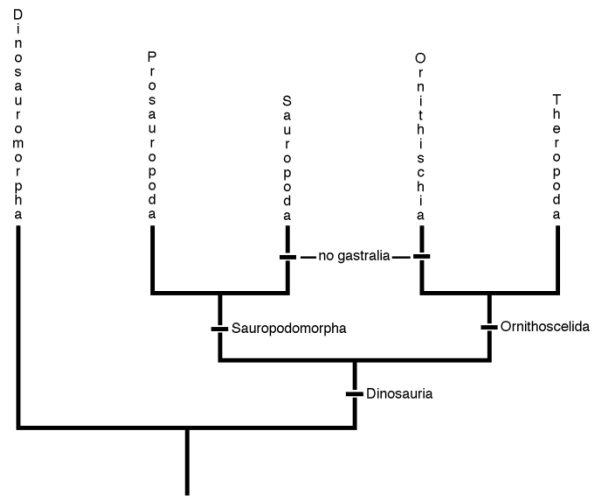 Dinosauromorpha
Prosauropoda
Sauropoda
Ornithischia
Theropoda
no gastralia
Sauropodomorpha
Ornithoscelida
Dinosauria